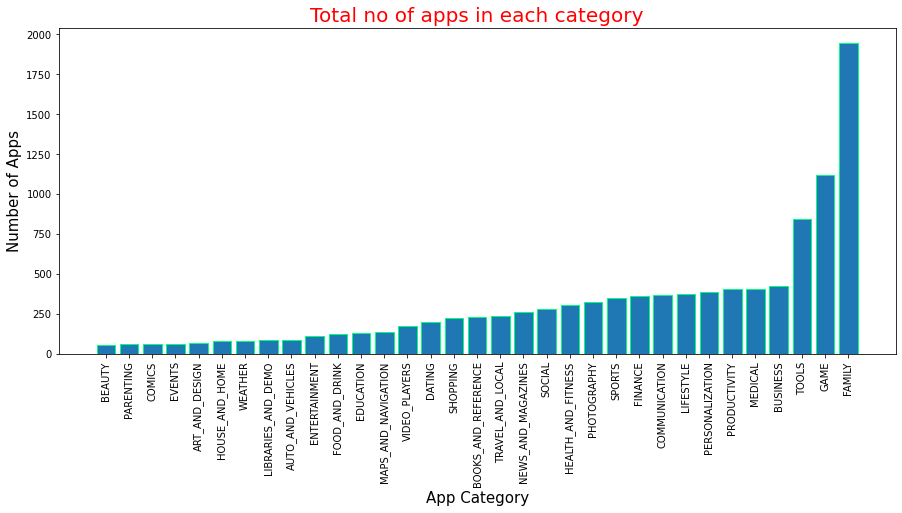 Total no of apps in each category
Number of Apps
2000
1750
1500
1250
1000
750
500
250
0
BEAUTY
PARENTING
COMICS
EVENTS
ART_AND_DESIGN
HOUSE_AND_HOME
WEATHER
LIBRARIES_AND_DEMO
AUTO_AND_VEHICLES
ENTERTAINMENT
FOOD_AND_DRINK
EDUCATION
MAPS_AND_NAVIGATION
VIDEO_PLAYERS
DATING
SHOPPING
BOOKS_AND_REFERENCE
TRAVEL_AND_LOCAL
NEWS_AND_MAGAZINES
SOCIAL
HEALTH_AND_FITNESS
PHOTOGRAPHY
SPORTS
FINANCE
COMMUNICATION
LIFESTYLE
PERSONALIZATION
PRODUCTIVITY
MEDICAL
BUSINESS
TOOLS
GAME
FAMILY
App Category